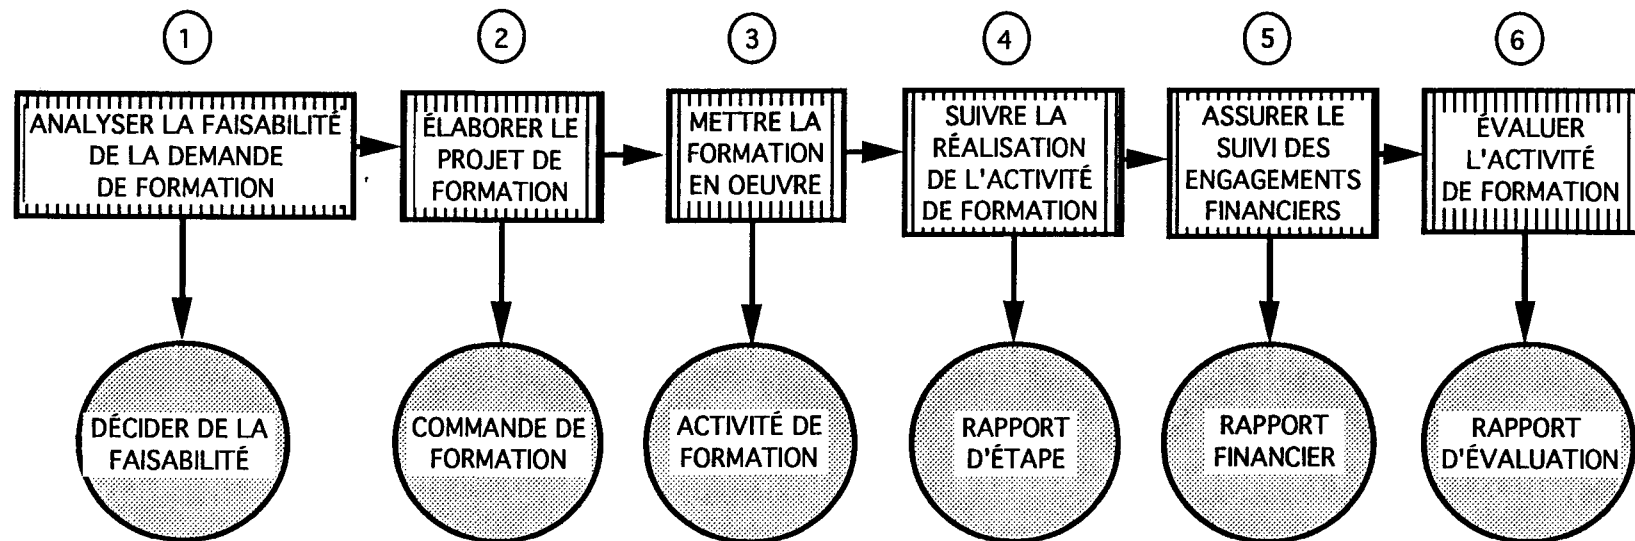 1
2
3
4
5
6
ANALYSER LA FAISABILITÉ
DE LA DEMANDE
DE FORMATION
ÉLABORER LE
PROJET DE
FORMATION
METTRE LA
FORMATION
EN OEUVRE
SUIVRE LA
RÉALISATION
DE L'ACTIVITÉ
DE FORMATION
ASSURER LE
SUIVI DES
ENGAGEMENTS
FINANCIERS
ÉVALUER
L'ACTIVITÉ
DE FORMATION
DÉCIDER DE LA
FAISABILITÉ
COMMANDE DE
FORMATION
ACTIVITÉ DE
FORMATION
RAPPORT
D'ÉTAPE
RAPPORT
FINANCIER
RAPPORT
D'ÉVALUATION